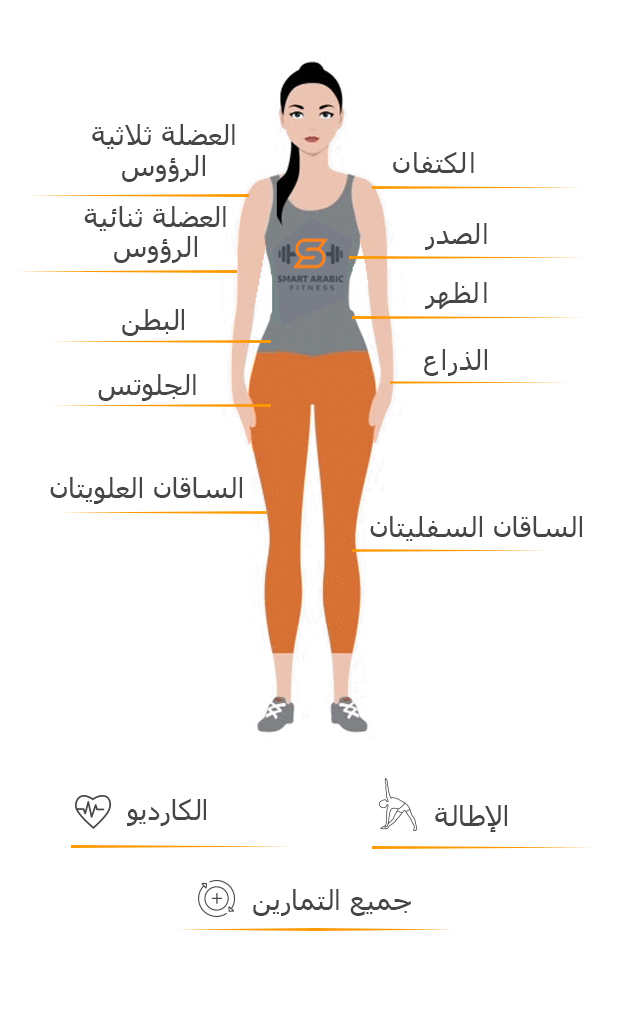 العضلة ثلاثية
الرؤوس
الكتفان
العضلة ثنائية
الرؤوس
الصدر
SMART ARABIC
FITNESS
الظهر
البطن
الذراع
الجلوتس
الساقان العلويتان
الساقان السفليتان
الكارديو
الإطالة
جميع التمارين